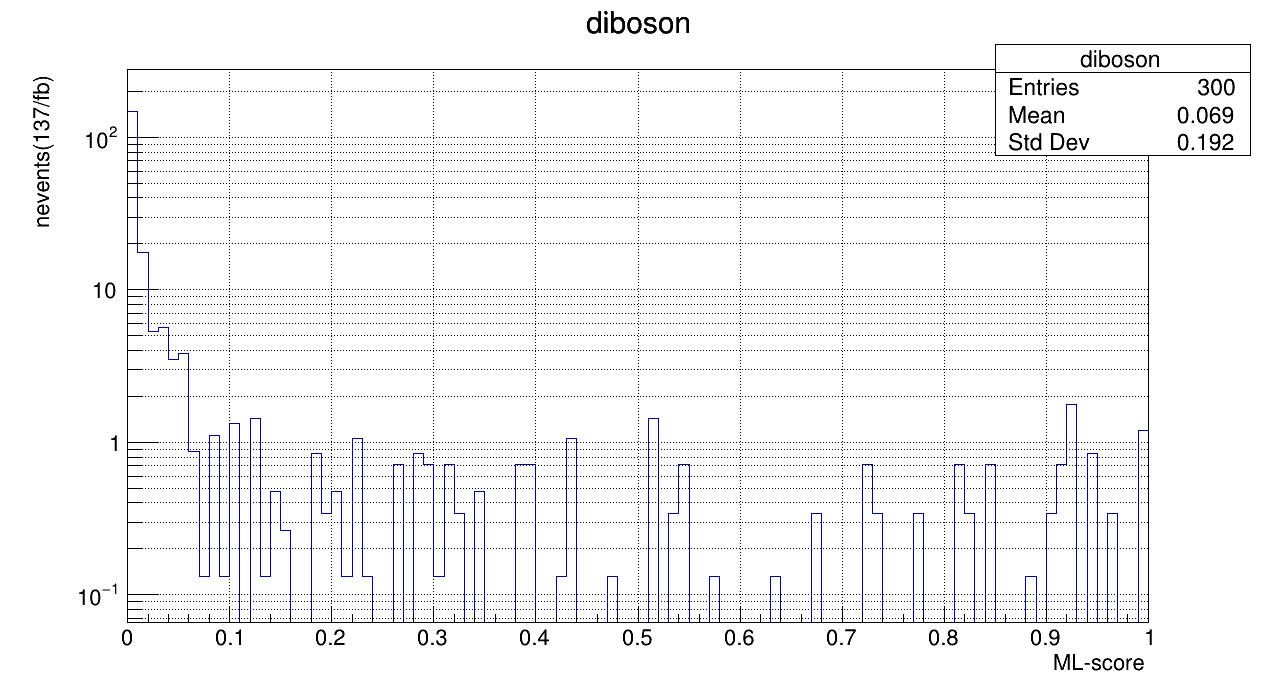 diboson
diboson
Entries 300
Mean 0.069
Std Dev 0.192
nevents(137/fb)
10²
10
1
10⁻¹
0 0.1 0.2 0.3 0.4 0.5 0.6 0.7 0.8 0.9 1
ML-score